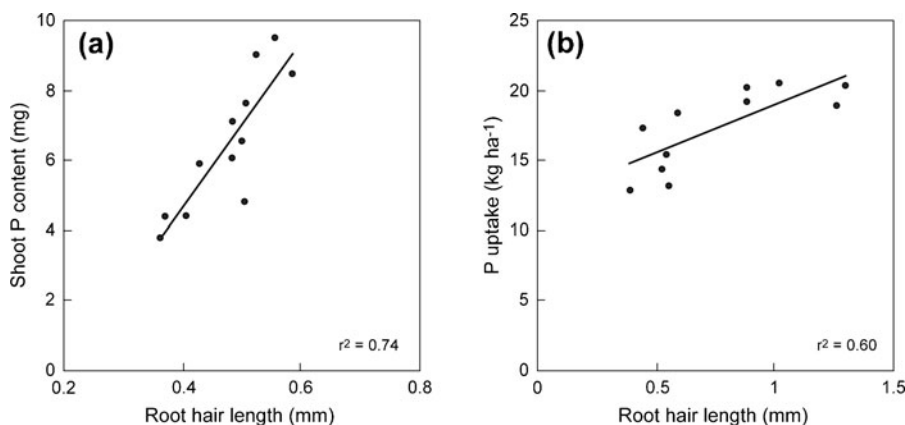 (a)
10
8
6
4
2
0
0.2
0.4
0.6
0.8
Shoot P content (mg)
Root hair length (mm)
r² = 0.74
(b)
25
20
15
10
5
0
0
0.5
1
1.5
P uptake (kg ha⁻¹)
Root hair length (mm)
r² = 0.60